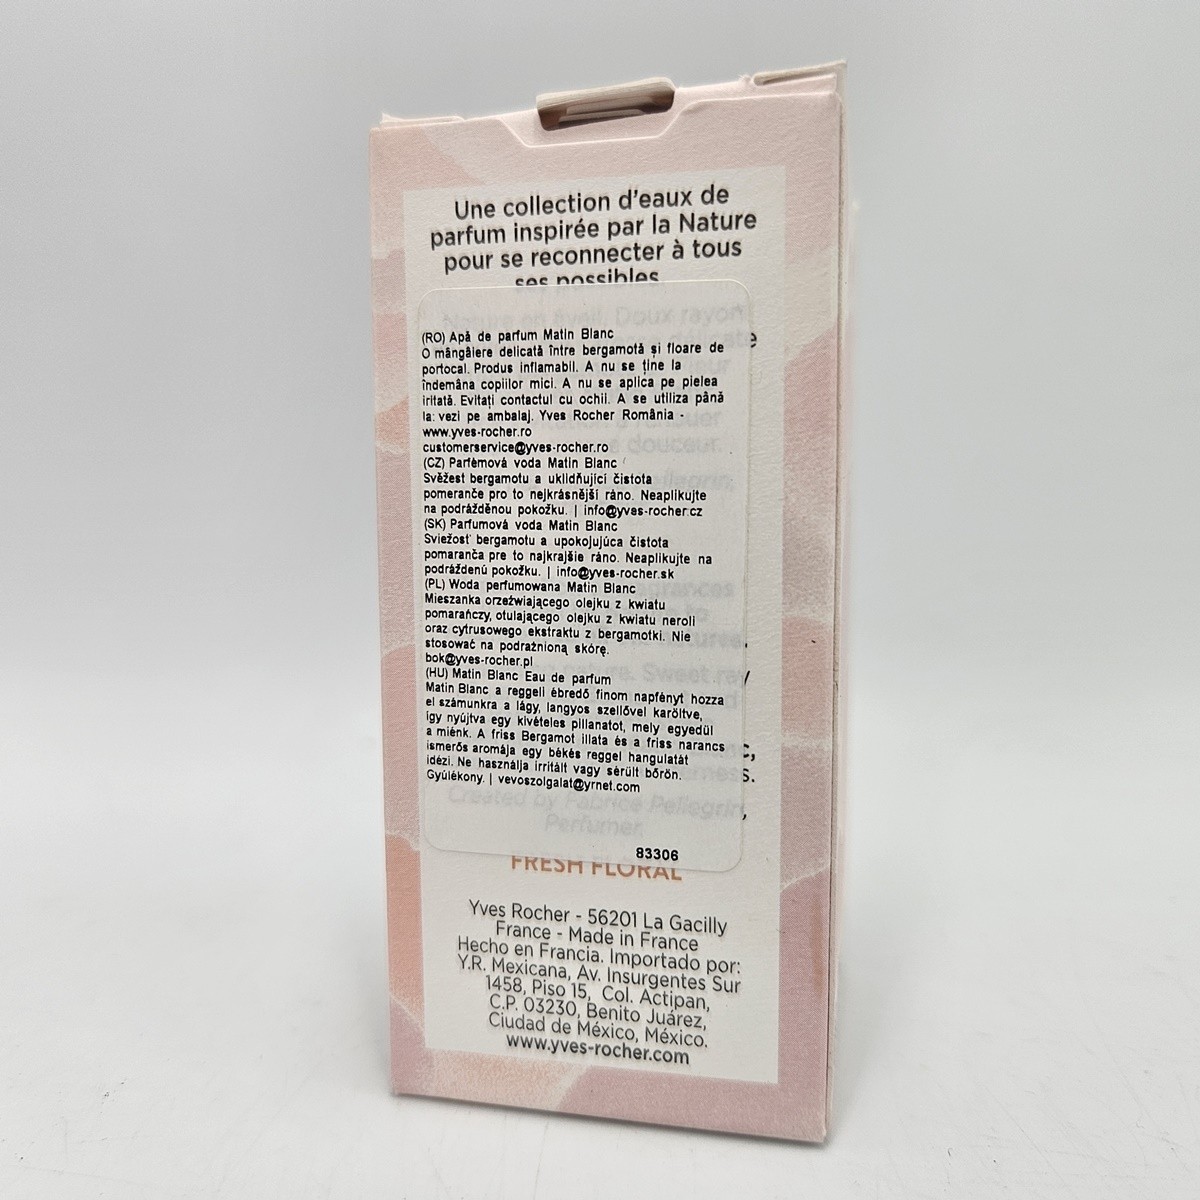 Une collection d'eaux de
parfum inspirée par la Nature
pour se reconnecter à tous
ses possibles
Nature en éveil. Doux rayon
(RO) Apă de parfum Matin Blanc
O mângâiere delicată între bergamotă și floare de
portocal. Produs inflamabil. A nu se ține la
îndemâna copiilor mici. A nu se aplica pe pielea
iritată. Evitați contactul cu ochii. A se utiliza până
la: vezi pe ambalaj. Yves Rocher România -
www.yves-rocher.ro
customerservice@yves-rocher.ro
douceur.
(CZ) Parfémová voda Matin Blanc
Svěžest bergamotu a uklidňující čistota
pomeranče pro to nejkrásnější ráno. Neaplikujte
na podrážděnou pokožku. | info@yves-rocher.cz
(SK) Parfumová voda Matin Blanc
Sviežosť bergamotu a upokojujúca čistota
pomaranča pre to najkrajšie ráno. Neaplikujte na
podráždenú pokožku. | info@yves-rocher.sk
(PL) Woda perfumowana Matin Blanc
Mieszanka orzeźwiającego olejku z kwiatu
pomarańczy, otulającego olejku z kwiatu neroli
oraz cytrusowego ekstraktu z bergamotki. Nie
stosować na podrażnioną skórę.
bok@yves-rocher.pl
(HU) Matin Blanc Eau de parfum
Matin Blanc a reggeli ébredő finom napfényt hozza
el számunkra a lágy, langyos szellővel karöltve,
így nyújtva egy kivételes pillanatot, mely egyedül
a miénk. A friss Bergamot illata és a friss narancs
ismerős aromája egy békés reggel hangulatát
idézi. Ne használja irritált vagy sérült bőrön.
Gyúlékony. | vevoszolgalat@yrnet.com
Created by Fabrice Pellegrin,
Perfumer.
83306
FRESH FLORAL
Yves Rocher - 56201 La Gacilly
France - Made in France
Hecho en Francia. Importado por:
Y.R. Mexicana, Av. Insurgentes Sur
1458, Piso 15, Col. Actipan,
C.P. 03230, Benito Juárez,
Ciudad de México, México.
www.yves-rocher.com